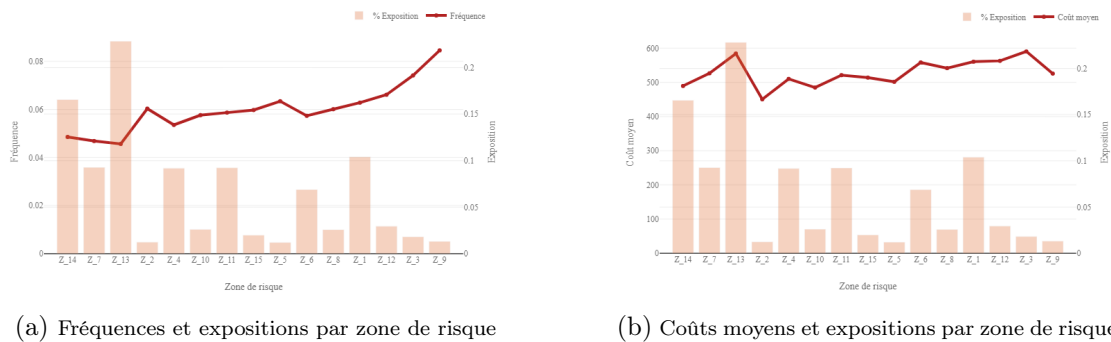 % Exposition Fréquence
0.08
0.06
0.04
0.02
0
Fréquence
0.2
0.15
0.1
0.05
0
Exposition
Z_14 Z_7 Z_13 Z_2 Z_4 Z_10 Z_11 Z_15 Z_5 Z_6 Z_8 Z_1 Z_12 Z_3 Z_9
Zone de risque
(a) Fréquences et expositions par zone de risque
% Exposition Coût moyen
600
500
400
300
200
100
0
Coût moyen
0.2
0.15
0.1
0.05
0
Exposition
Z_14 Z_7 Z_13 Z_2 Z_4 Z_10 Z_11 Z_15 Z_5 Z_6 Z_8 Z_1 Z_12 Z_3 Z_9
Zone de risque
(b) Coûts moyens et expositions par zone de risque